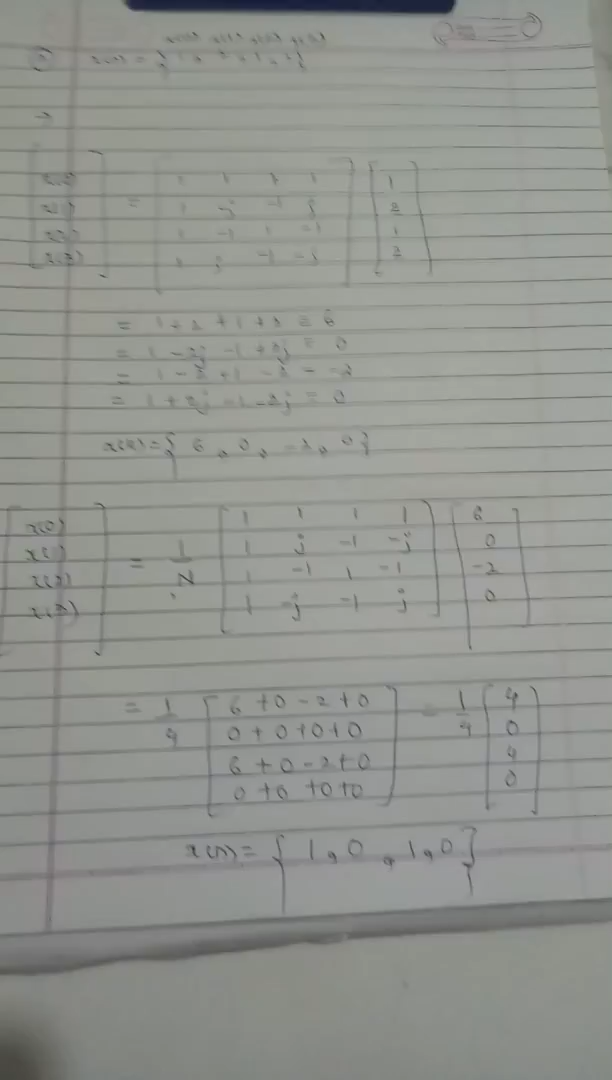 x(n) = { 1, 2, 1, 2 }
→
x(0) 1 1 1 1 1
x(1) = 1 -j -1 j 2
x(2) 1 -1 1 -1 1
x(3) 1 j -1 -j 2
= 1 + 2 + 1 + 2 = 6
= 1 - 2j - 1 + 2j = 0
= 1 - 2 + 1 - 2 = -2
= 1 + 2j - 1 - 2j = 0
x(k) = { 6, 0, -2, 0 }
x(0) 1 1 1 1 6
x(1) = 1/N 1 j -1 -j 0
x(2) 1 -1 1 -1 -2
x(3) 1 -j -1 j 0
= 1/4 6 + 0 - 2 + 0 = 1/4 4
0 + 0 + 0 + 0 0
6 + 0 - 2 + 0 4
0 + 0 + 0 + 0 0
x(n) = { 1, 0, 1, 0 }